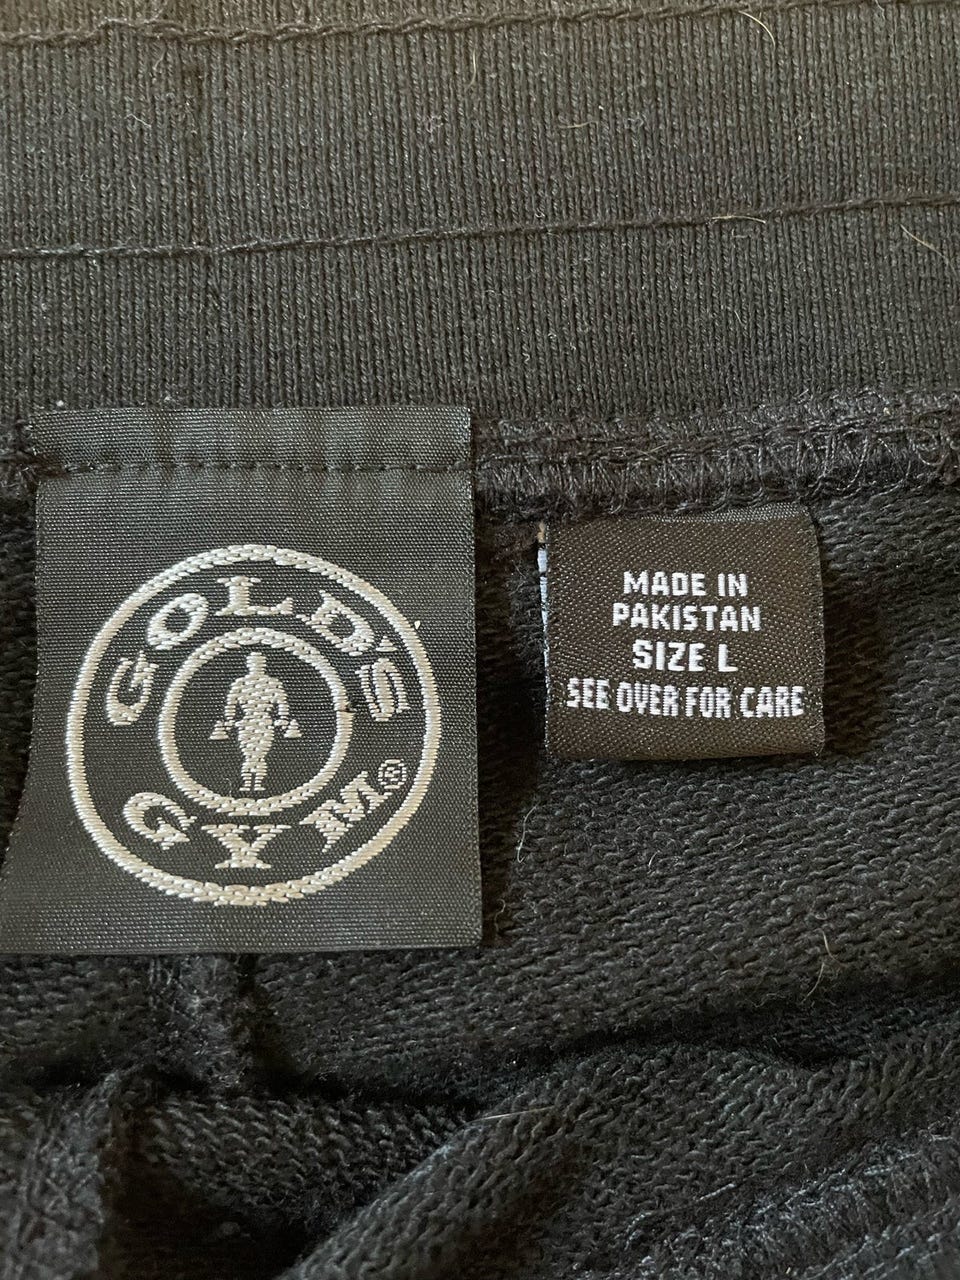 GOLD'S
GYM®
MADE IN
PAKISTAN
SIZE L
SEE OVER FOR CARE